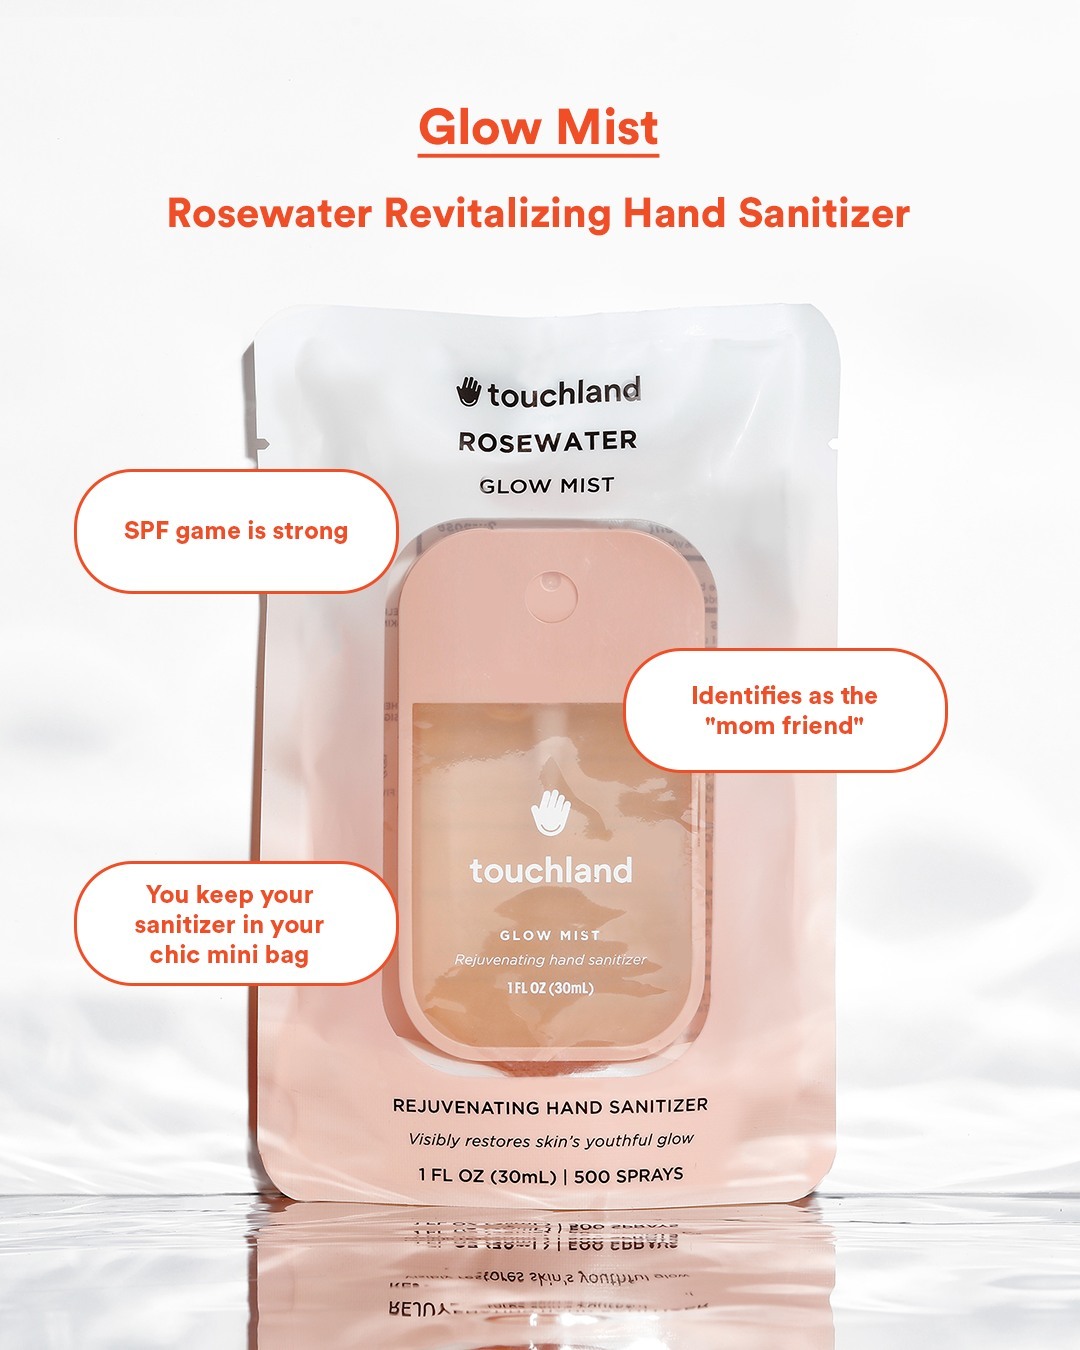 Glow Mist
Rosewater Revitalizing Hand Sanitizer
touchland
ROSEWATER
GLOW MIST
SPF game is strong
Identifies as the
"mom friend"
touchland
You keep your
sanitizer in your
chic mini bag
GLOW MIST
Rejuvenating hand sanitizer
1 FL OZ (30mL)
REJUVENATING HAND SANITIZER
Visibly restores skin's youthful glow
1 FL OZ (30mL) | 500 SPRAYS